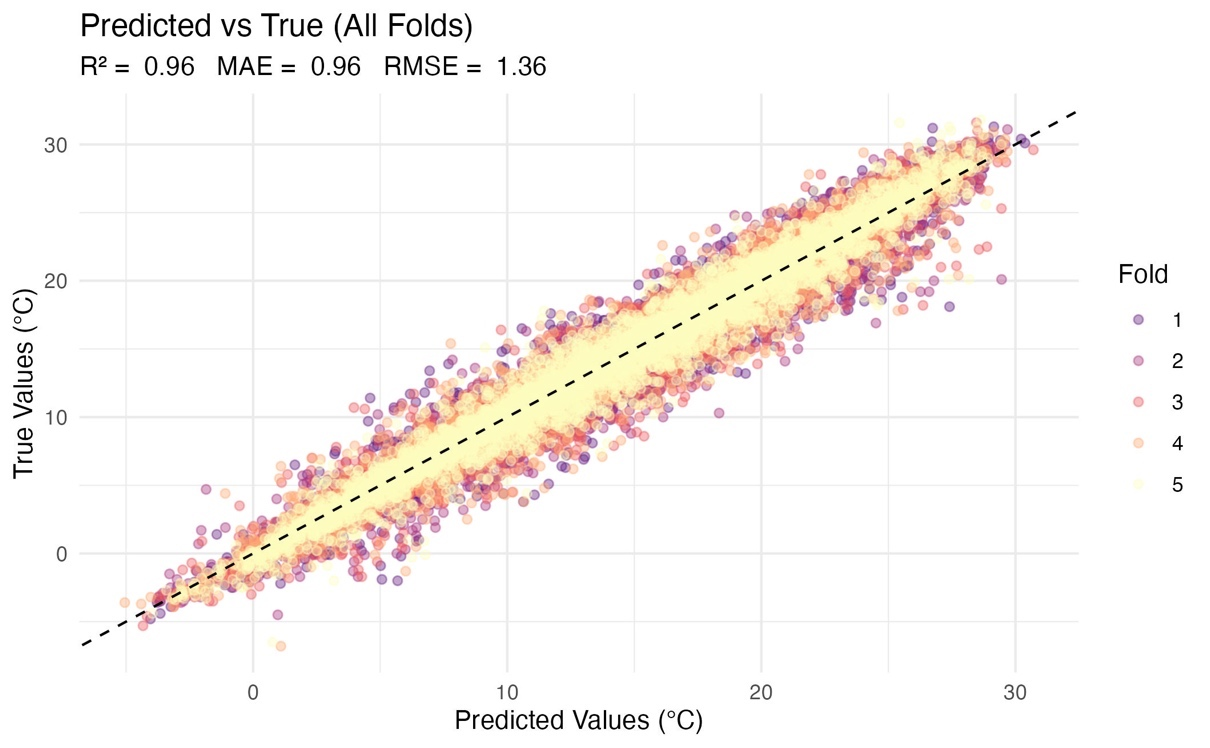 Predicted vs True (All Folds)
R² = 0.96 MAE = 0.96 RMSE = 1.36
30
20
10
0
True Values (°C)
0 10 20 30
Predicted Values (°C)
Fold
1
2
3
4
5